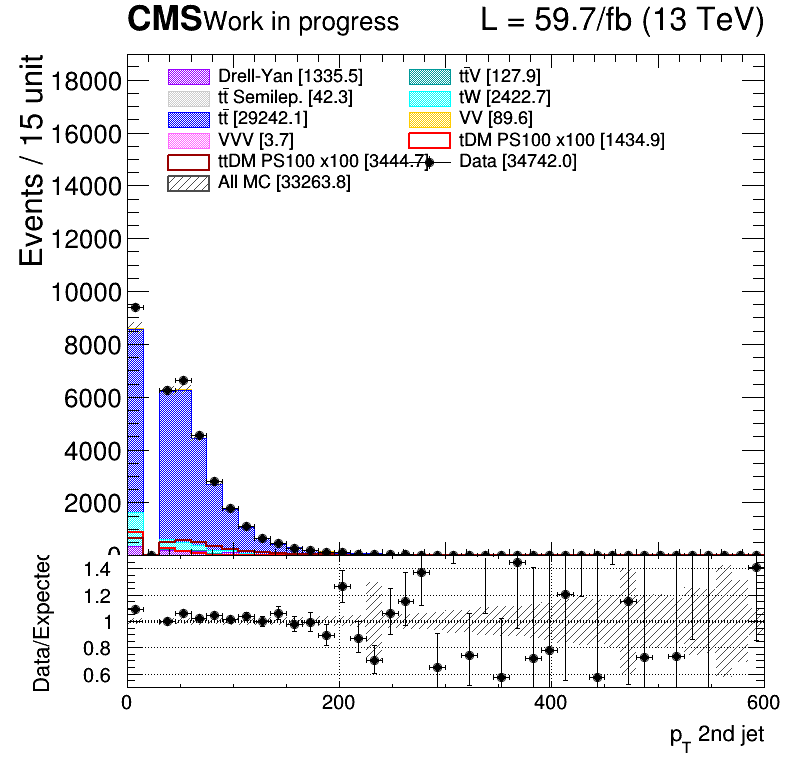 CMS Work in progress L = 59.7/fb (13 TeV)
Events / 15 unit
Drell-Yan [1335.5]
tt̄ Semilep. [42.3]
tt̄ [29242.1]
VVV [3.7]
ttDM PS100 x100 [3444.7]
All MC [33263.8]
tt̄V [127.9]
tW [2422.7]
VV [89.6]
tDM PS100 x100 [1434.9]
Data [34742.0]
18000
16000
14000
12000
10000
8000
6000
4000
2000
0
Data/Expected
1.4
1.2
1
0.8
0.6
0 200 400 600
p_T 2nd jet